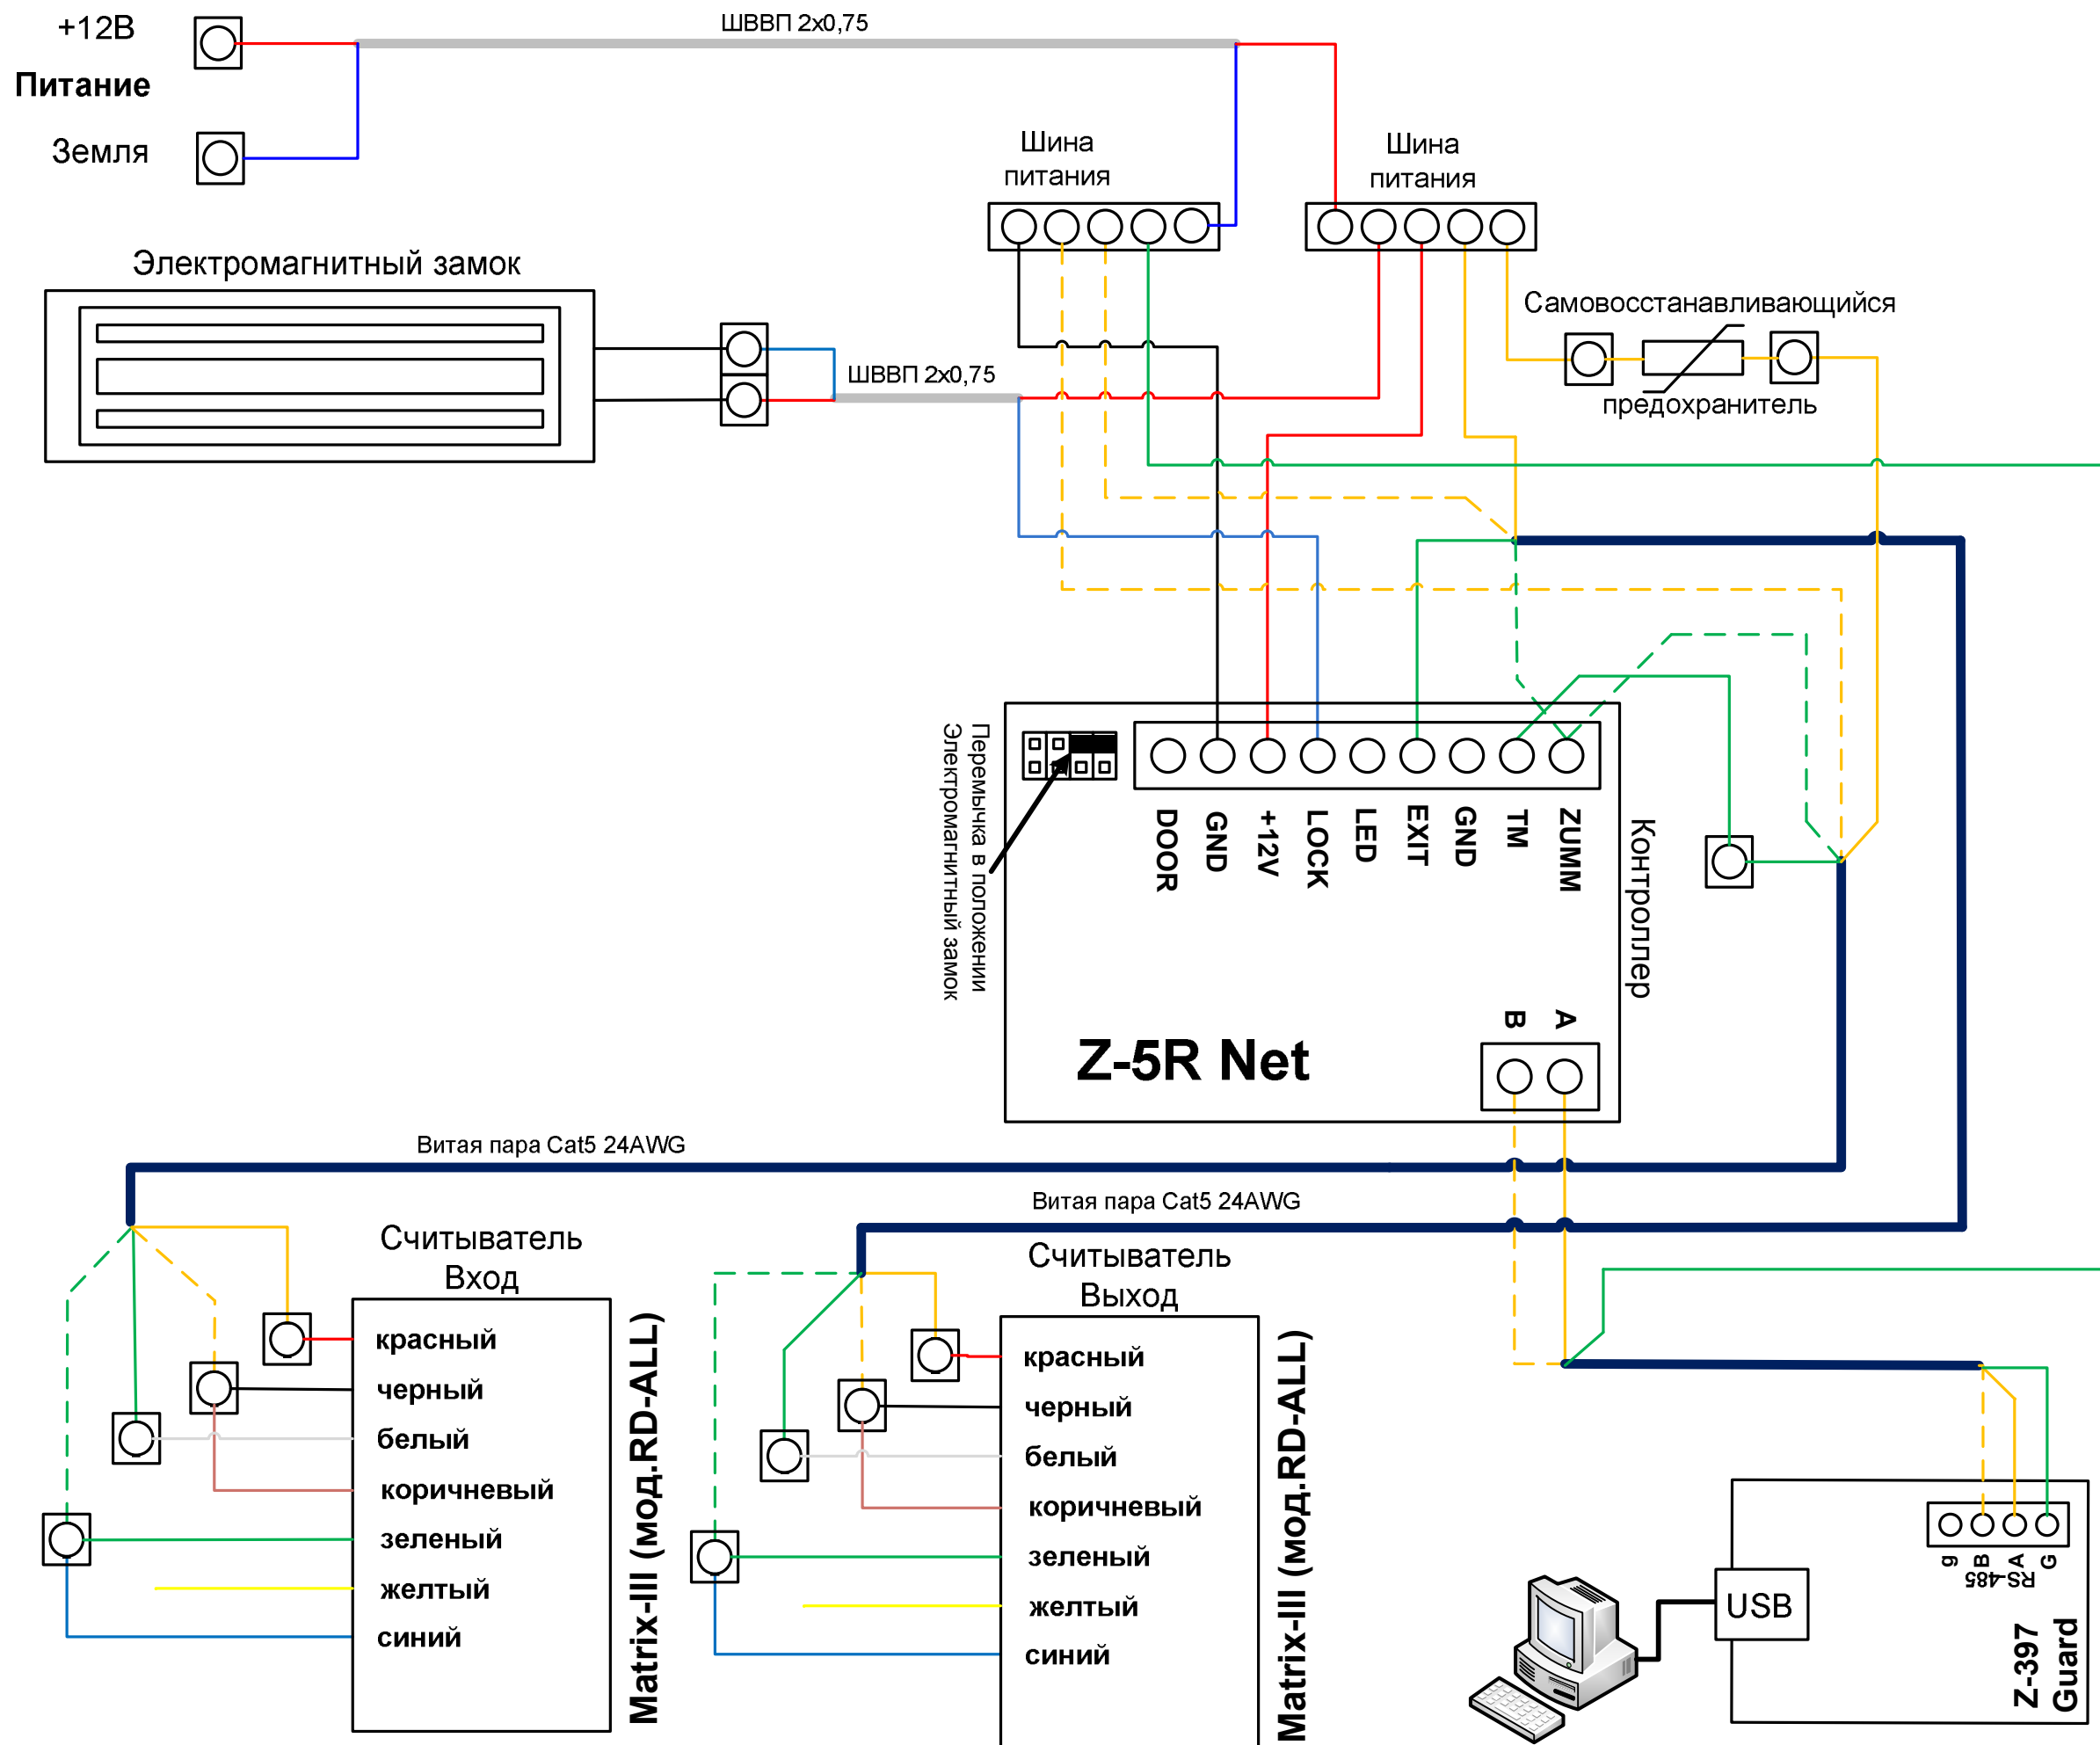 +12В
Питание
Земля
ШВВП 2х0,75
Шина
питания
Шина
питания
Электромагнитный замок
ШВВП 2х0,75
Самовосстанавливающийся
предохранитель
Перемычка в положении
Электромагнитный замок
DOOR
GND
+12V
LOCK
LED
EXIT
GND
TM
ZUMM
Контроллер
B
A
Z-5R Net
Витая пара Cat5 24AWG
Витая пара Cat5 24AWG
Считыватель
Вход
красный
черный
белый
коричневый
зеленый
желтый
синий
Matrix-III (мод.RD-ALL)
Считыватель
Выход
красный
черный
белый
коричневый
зеленый
желтый
синий
Matrix-III (мод.RD-ALL)
g
B
A
G
RS-485
USB
Z-397
Guard